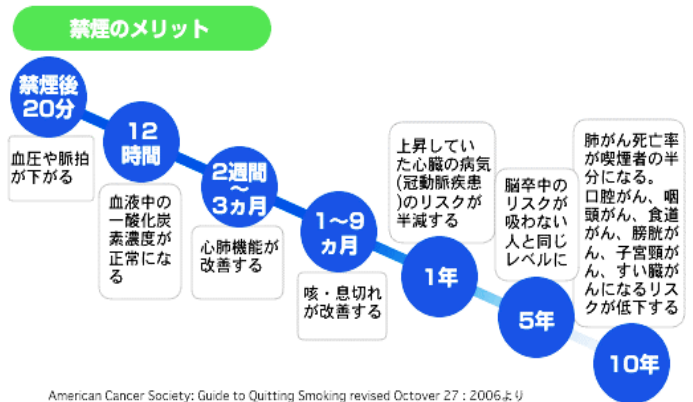 禁煙のメリット
禁煙後
20分
血圧や脈拍
が下がる
12
時間
血液中の
一酸化炭
素濃度が
正常にな
る
2週間
〜
3ヵ月
心肺機能が
改善する
1〜9
ヵ月
咳・息切れ
が改善する
上昇してい
た心臓の病気
(冠動脈疾患
)のリスクが
半減する
1年
脳卒中の
リスクが
吸わない
人と同じ
レベルに
5年
肺がん死亡率
が喫煙者の半
分になる。
口腔がん、咽
頭がん、食道
がん、膀胱が
ん、子宮頸が
ん、すい臓が
んになるリス
クが低下する
10年
American Cancer Society: Guide to Quitting Smoking revised Octover 27 : 2006より